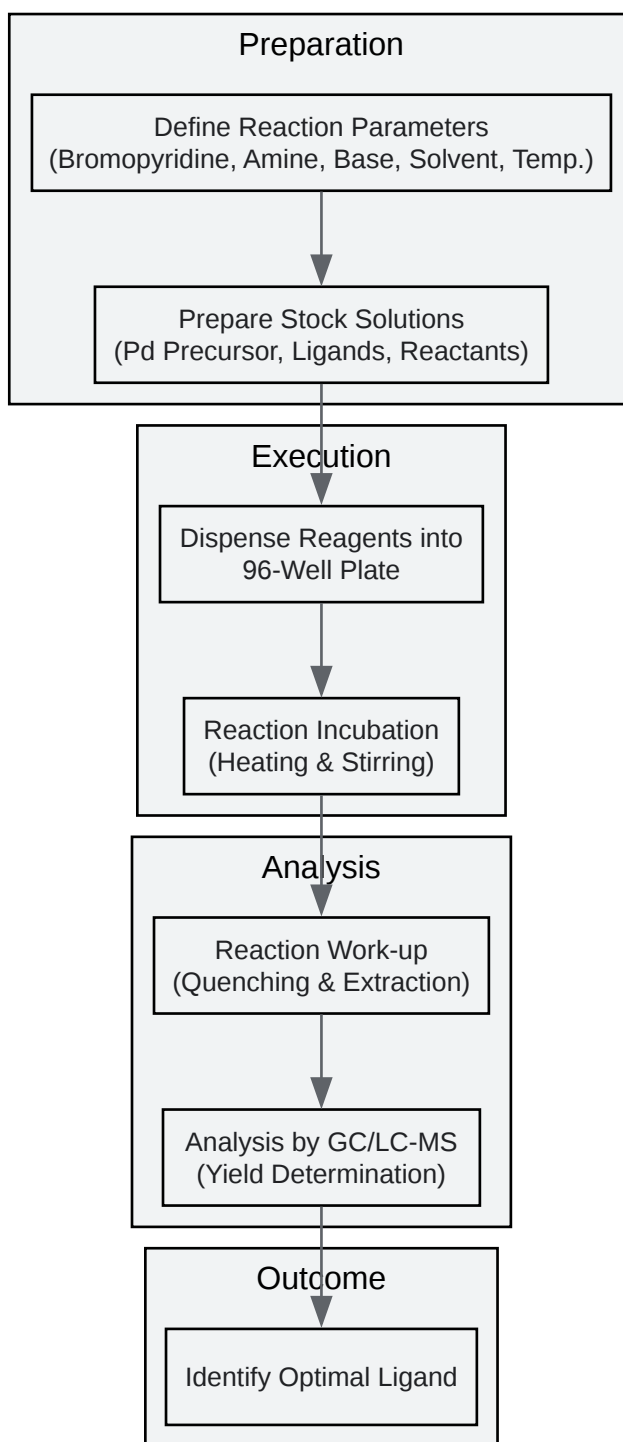 Preparation
Define Reaction Parameters
(Bromopyridine, Amine, Base, Solvent, Temp.)
Prepare Stock Solutions
(Pd Precursor, Ligands, Reactants)
Execution
Dispense Reagents into
96-Well Plate
Reaction Incubation
(Heating & Stirring)
Analysis
Reaction Work-up
(Quenching & Extraction)
Analysis by GC/LC-MS
(Yield Determination)
Outcome
Identify Optimal Ligand